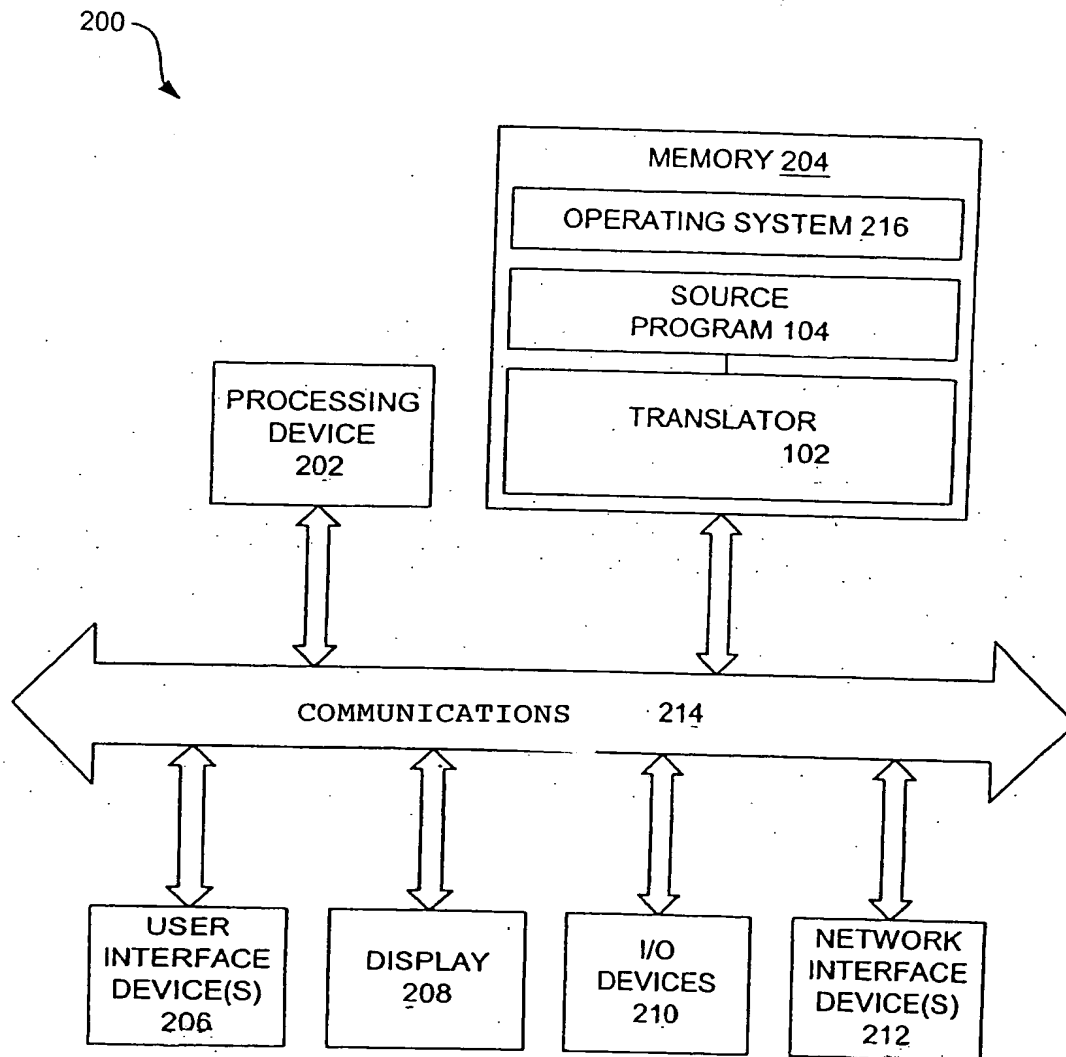 200
MEMORY 204
OPERATING SYSTEM 216
SOURCE
PROGRAM 104
TRANSLATOR
102
PROCESSING
DEVICE
202
COMMUNICATIONS 214
USER
INTERFACE
DEVICE(S)
206
DISPLAY
208
I/O
DEVICES
210
NETWORK
INTERFACE
DEVICE(S)
212